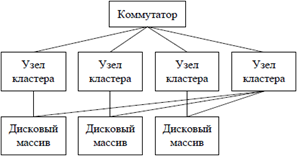 Коммутатор
Узел
кластера
Узел
кластера
Узел
кластера
Узел
кластера
Дисковый
массив
Дисковый
массив
Дисковый
массив